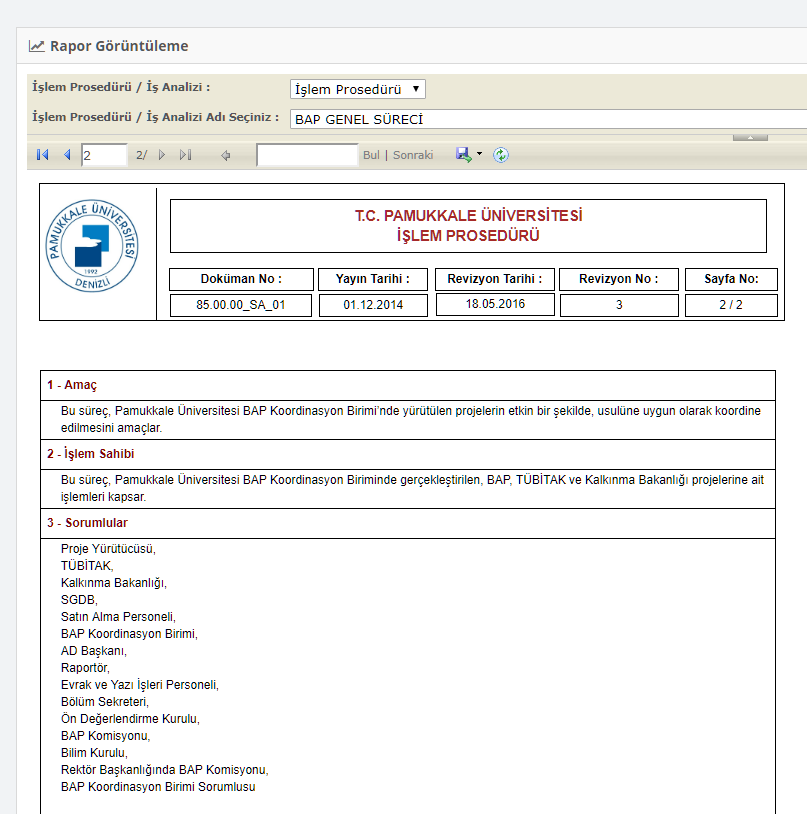 Rapor Görüntüleme
İşlem Prosedürü / İş Analizi :
İşlem Prosedürü
İşlem Prosedürü / İş Analizi Adı Seçiniz :
BAP GENEL SÜRECİ
2
2/
Bul | Sonraki
PAMUKKALE ÜNİVERSİTESİ
1992
DENİZLİ
T.C. PAMUKKALE ÜNİVERSİTESİ
İŞLEM PROSEDÜRÜ
Doküman No : Yayın Tarihi : Revizyon Tarihi : Revizyon No : Sayfa No:
85.00.00_SA_01 01.12.2014 18.05.2016 3 2 / 2
1 - Amaç
Bu süreç, Pamukkale Üniversitesi BAP Koordinasyon Birimi'nde yürütülen projelerin etkin bir şekilde, usulüne uygun olarak koordine
edilmesini amaçlar.
2 - İşlem Sahibi
Bu süreç, Pamukkale Üniversitesi BAP Koordinasyon Biriminde gerçekleştirilen, BAP, TÜBİTAK ve Kalkınma Bakanlığı projelerine ait
işlemleri kapsar.
3 - Sorumlular
Proje Yürütücüsü,
TÜBİTAK,
Kalkınma Bakanlığı,
SGDB,
Satın Alma Personeli,
BAP Koordinasyon Birimi,
AD Başkanı,
Raportör,
Evrak ve Yazı İşleri Personeli,
Bölüm Sekreteri,
Ön Değerlendirme Kurulu,
BAP Komisyonu,
Bilim Kurulu,
Rektör Başkanlığında BAP Komisyonu,
BAP Koordinasyon Birimi Sorumlusu